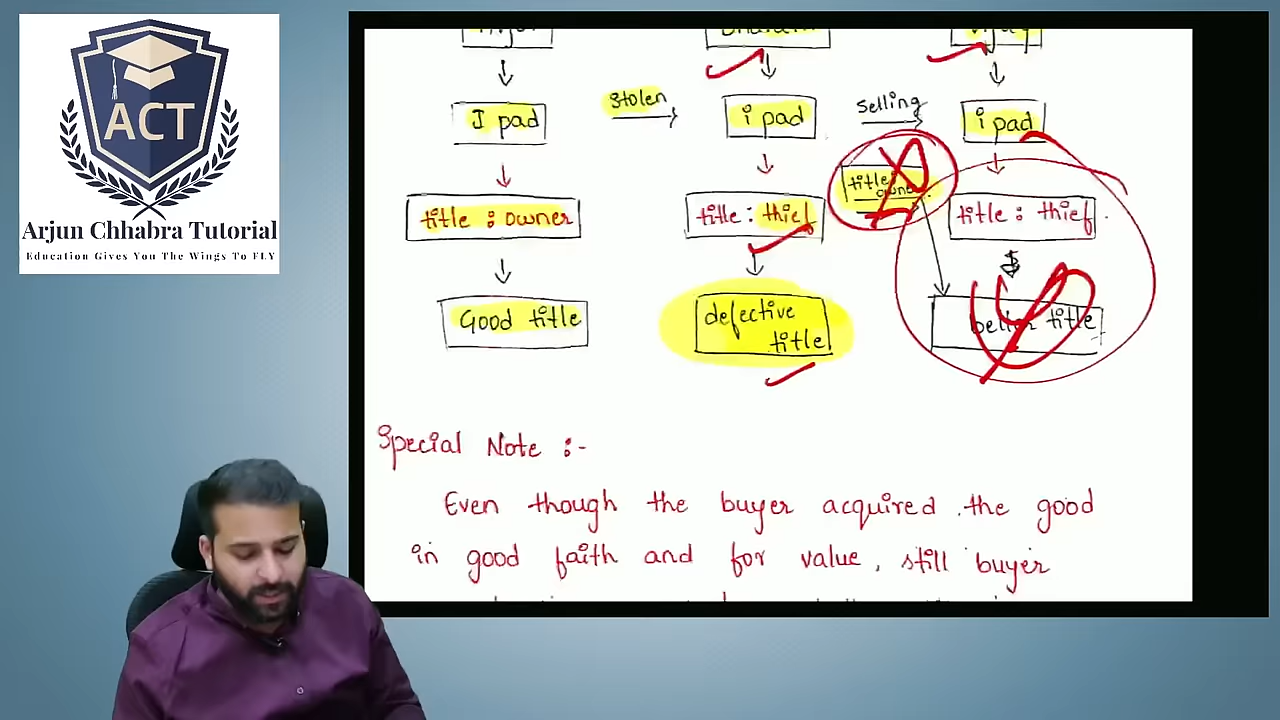 ACT
Arjun Chhabra Tutorial
Education Gives You The Wings To FLY
I pad
stolen
i pad
selling
i pad
title : owner
title : thief
title : owner
title : thief
Good title
defective
title
better title
Special Note :-
Even though the buyer acquired the good
in good faith and for value, still buyer